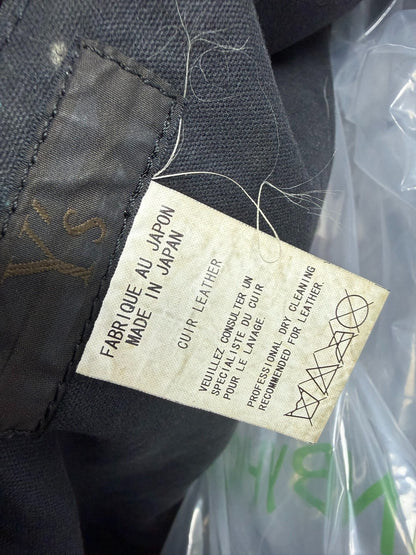 Y's
FABRIQUE AU JAPON
MADE IN JAPAN
CUIR LEATHER
VEUILLEZ CONSULTER UN
SPECIALISTE DU CUIR
POUR LE LAVAGE.
PROFESSIONAL DRY CLEANING
RECOMMENDED FOR LEATHER.